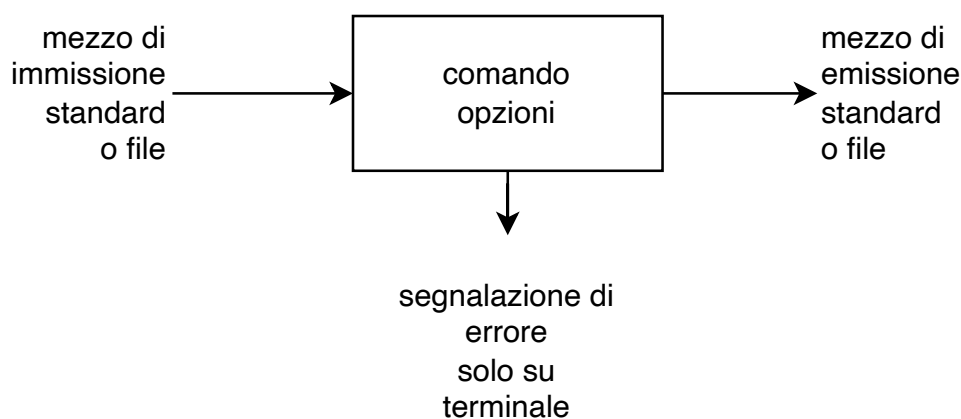 mezzo di
immissione
standard
o file
comando
opzioni
mezzo di
emissione
standard
o file
segnalazione di
errore
solo su
terminale